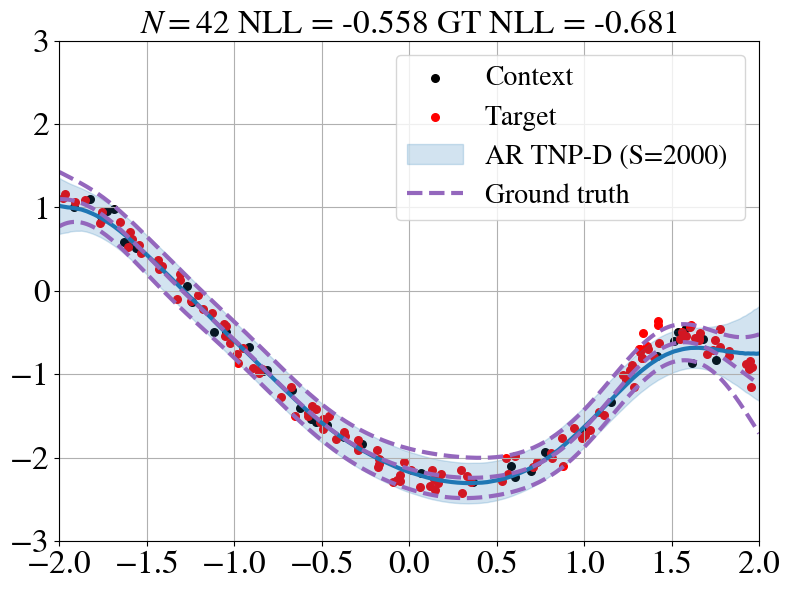 N = 42 NLL = -0.558 GT NLL = -0.681
3
2
1
0
−1
−2
−3
Context
Target
AR TNP-D (S=2000)
Ground truth
−2.0 −1.5 −1.0 −0.5 0.0 0.5 1.0 1.5 2.0